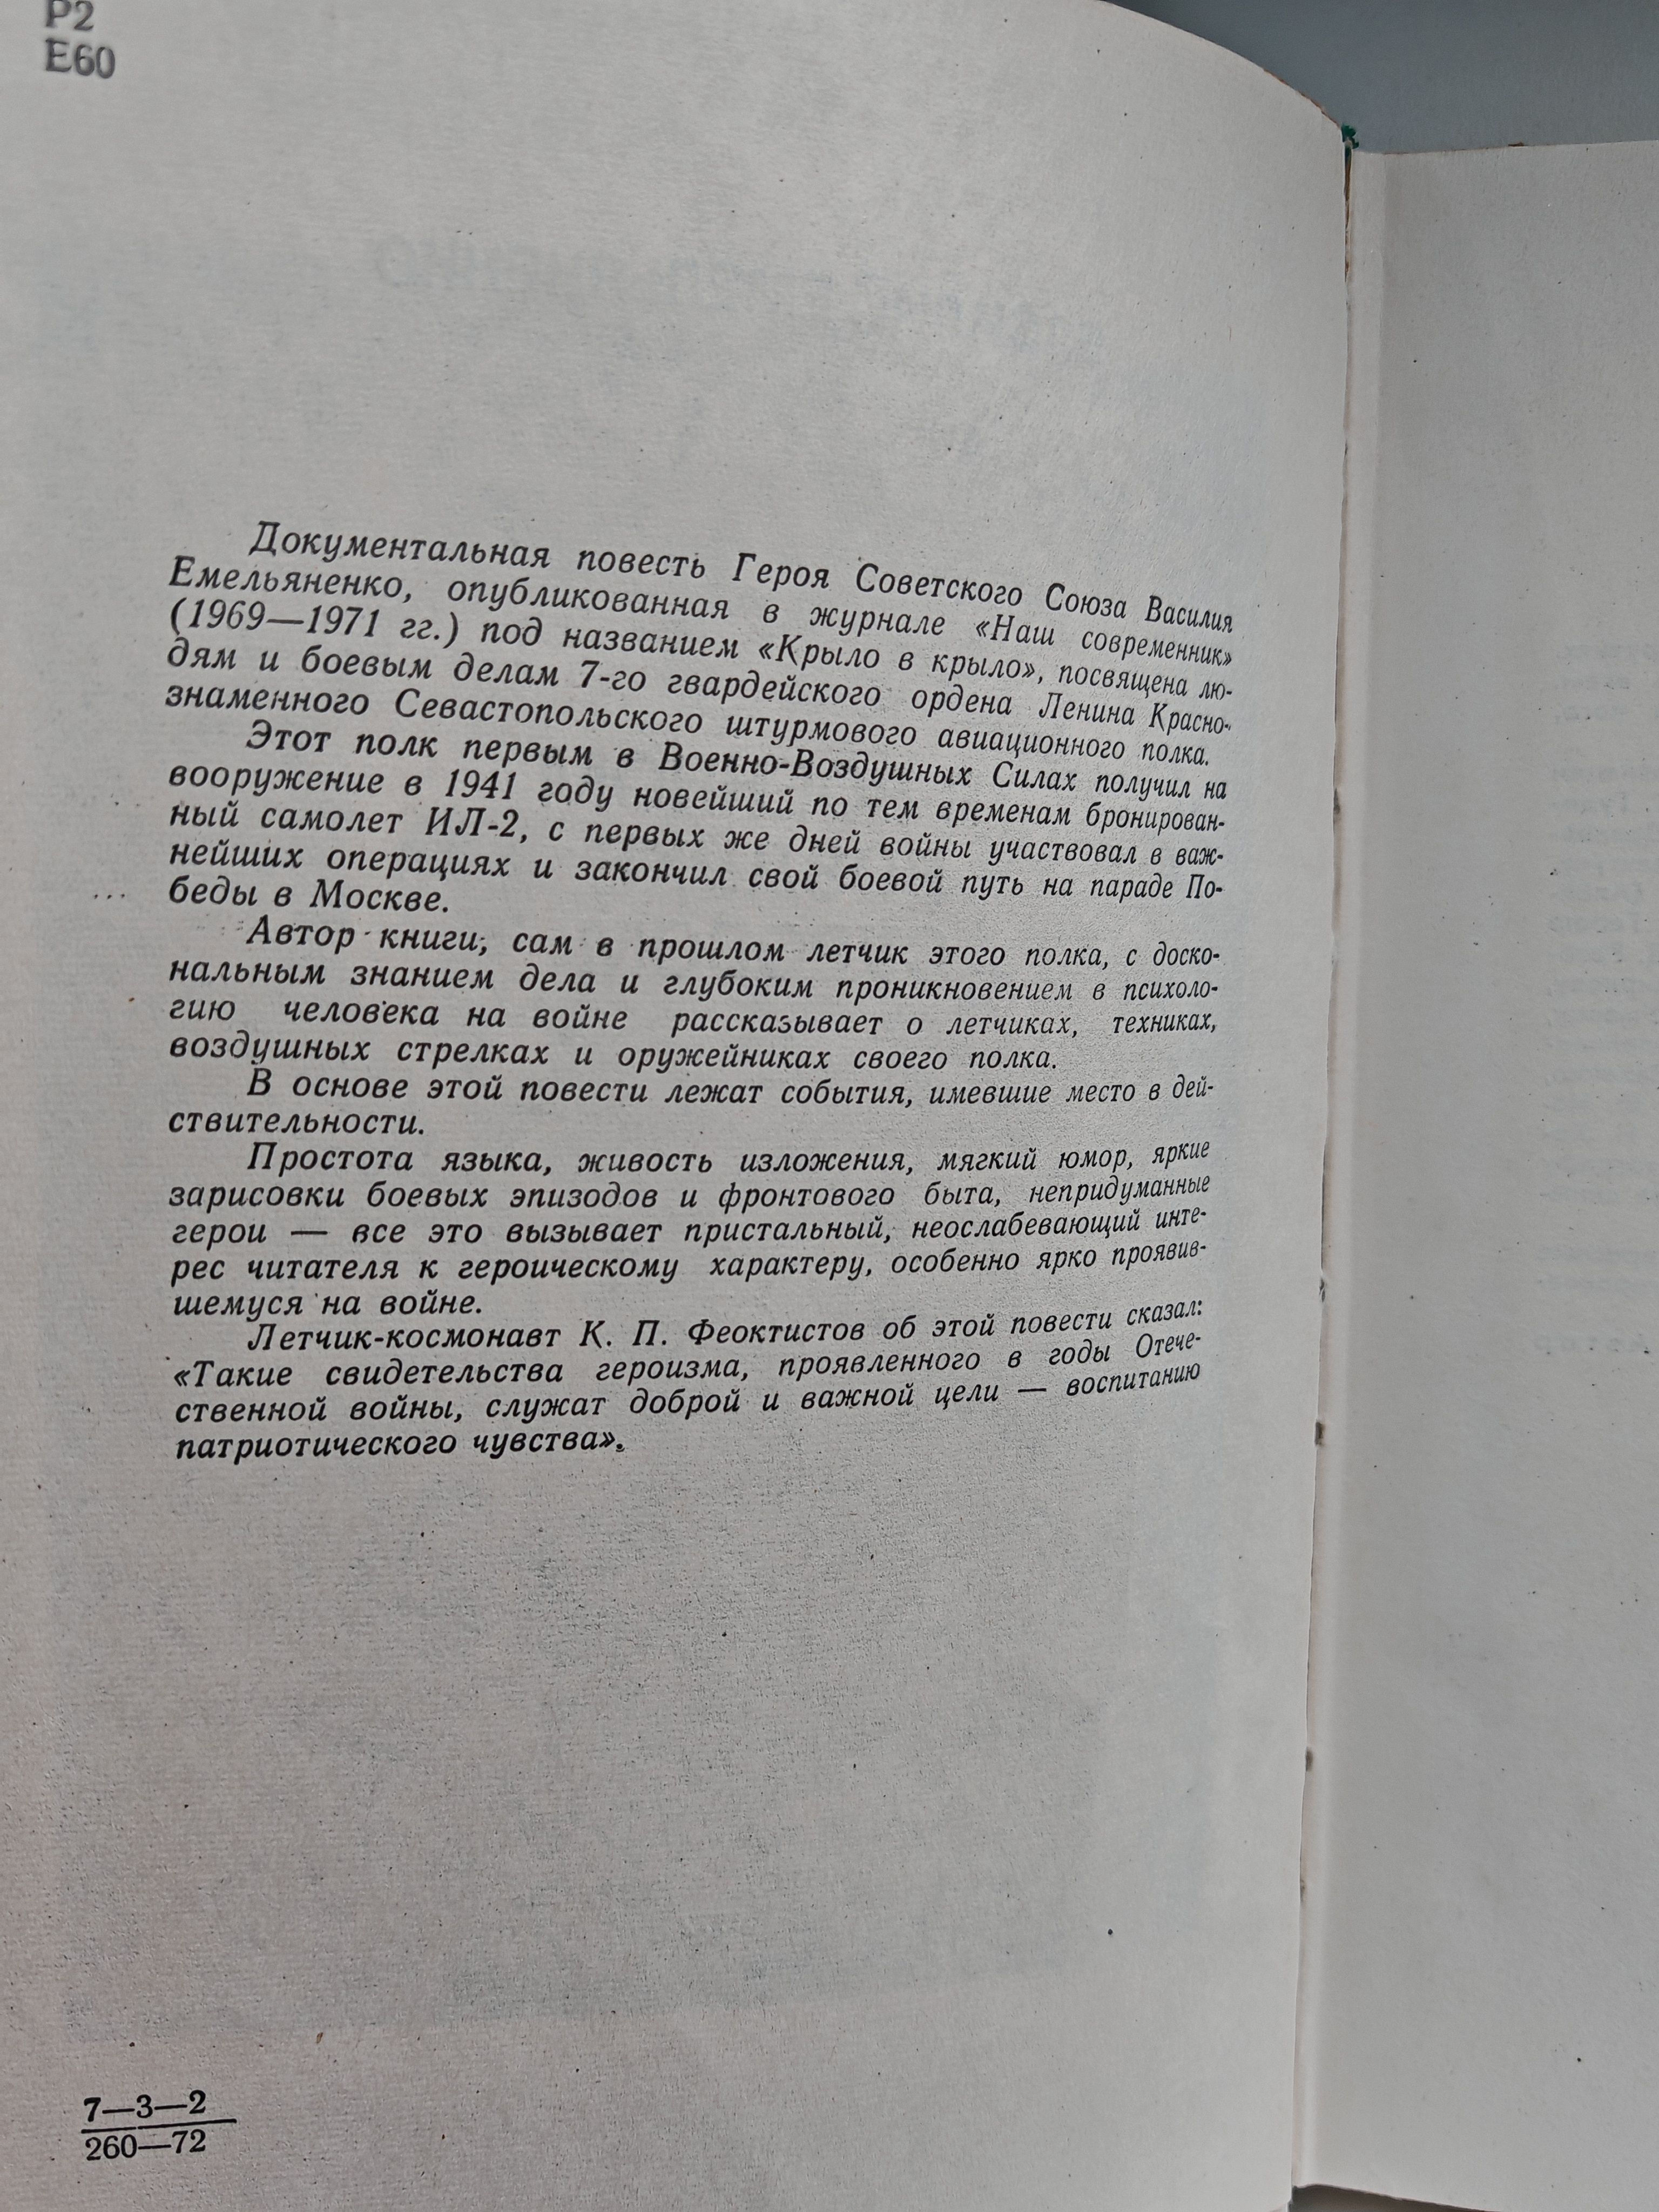 Р2
Е60
Документальная повесть Героя Советского Союза Василия
Емельяненко, опубликованная в журнале «Наш современник»
(1969—1971 гг.) под названием «Крыло в крыло», посвящена лю-
дям и боевым делам 7-го гвардейского ордена Ленина Красно-
знаменного Севастопольского штурмового авиационного полка.
Этот полк первым в Военно-Воздушных Силах получил на
вооружение в 1941 году новейший по тем временам бронирован-
ный самолет ИЛ-2, с первых же дней войны участвовал в важ-
нейших операциях и закончил свой боевой путь на параде По-
беды в Москве.
Автор книги, сам в прошлом летчик этого полка, с доско-
нальным знанием дела и глубоким проникновением в психоло-
гию человека на войне рассказывает о летчиках, техниках,
воздушных стрелках и оружейниках своего полка.
В основе этой повести лежат события, имевшие место в дей-
ствительности.
Простота языка, живость изложения, мягкий юмор, яркие
зарисовки боевых эпизодов и фронтового быта, непридуманные
герои — все это вызывает пристальный, неослабевающий инте-
рес читателя к героическому характеру, особенно ярко проявив-
шемуся на войне.
Летчик-космонавт К. П. Феоктистов об этой повести сказал:
«Такие свидетельства героизма, проявленного в годы Отече-
ственной войны, служат доброй и важной цели — воспитанию
патриотического чувства».
7—3—2
260—72